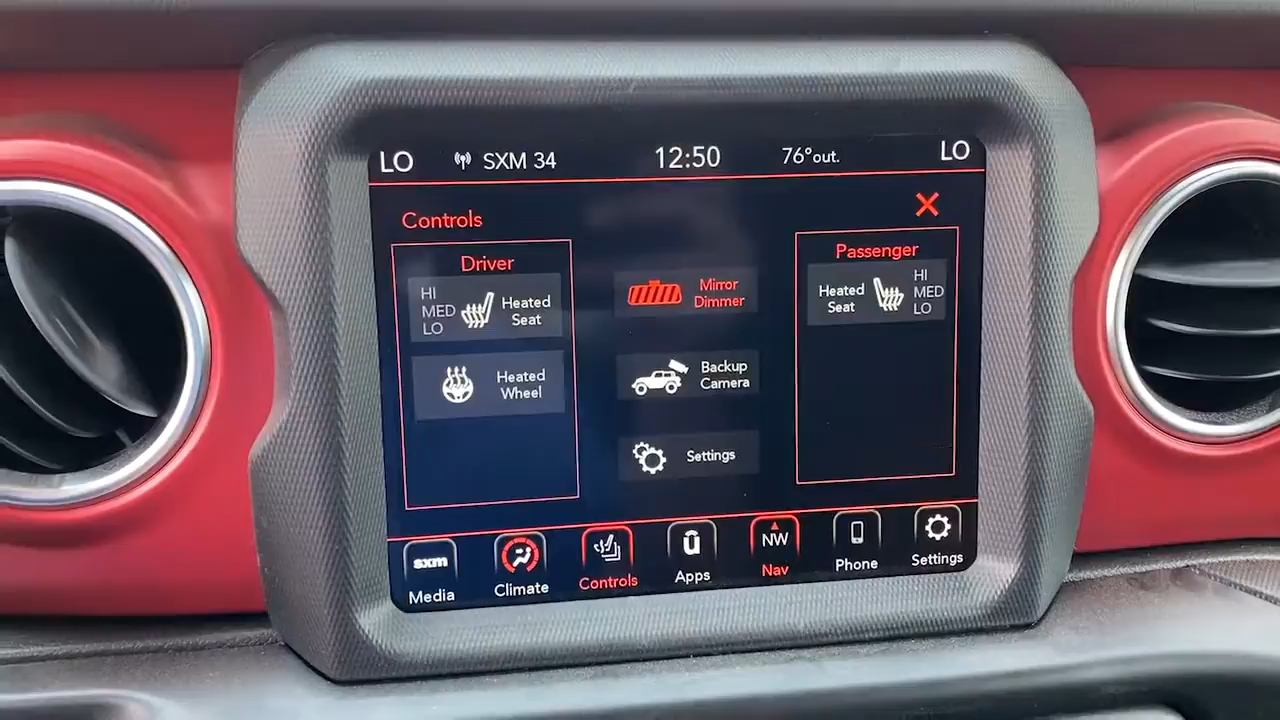 LO SXM 34 12:50 76°out. LO
Controls
Driver
HI
MED
LO
Heated
Seat
Heated
Wheel
Mirror
Dimmer
Backup
Camera
Settings
Passenger
Heated
Seat
HI
MED
LO
sxm
Media
Climate
Controls
u
Apps
NW
Nav
Phone
Settings